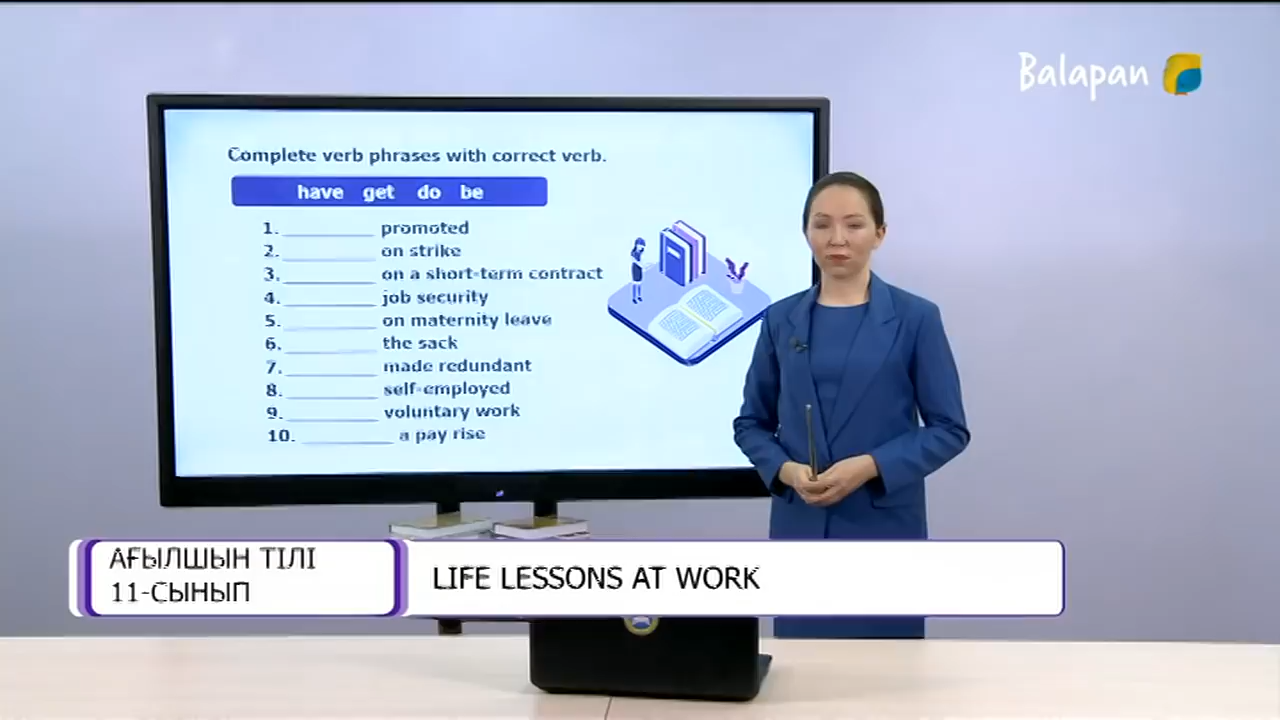 Balapan
Complete verb phrases with correct verb.
have get do be
1. __________ promoted
2. __________ on strike
3. __________ on a short-term contract
4. __________ job security
5. __________ on maternity leave
6. __________ the sack
7. __________ made redundant
8. __________ self-employed
9. __________ voluntary work
10. __________ a pay rise
АҒЫЛШЫН ТІЛІ
11-СЫНЫП
LIFE LESSONS AT WORK